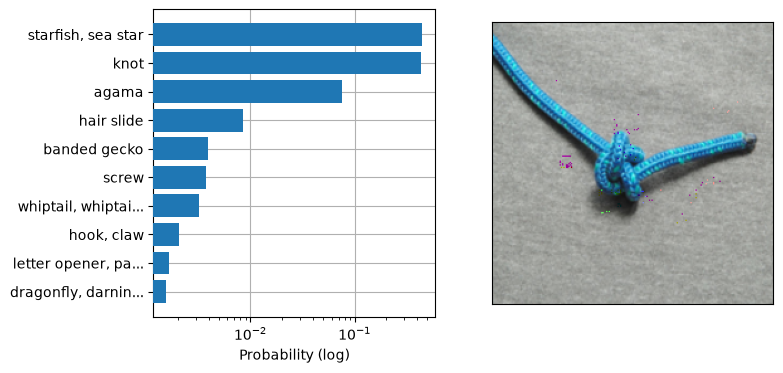 starfish, sea star
knot
agama
hair slide
banded gecko
screw
whiptail, whiptai...
hook, claw
letter opener, pa...
dragonfly, darnin...
10⁻² 10⁻¹
Probability (log)